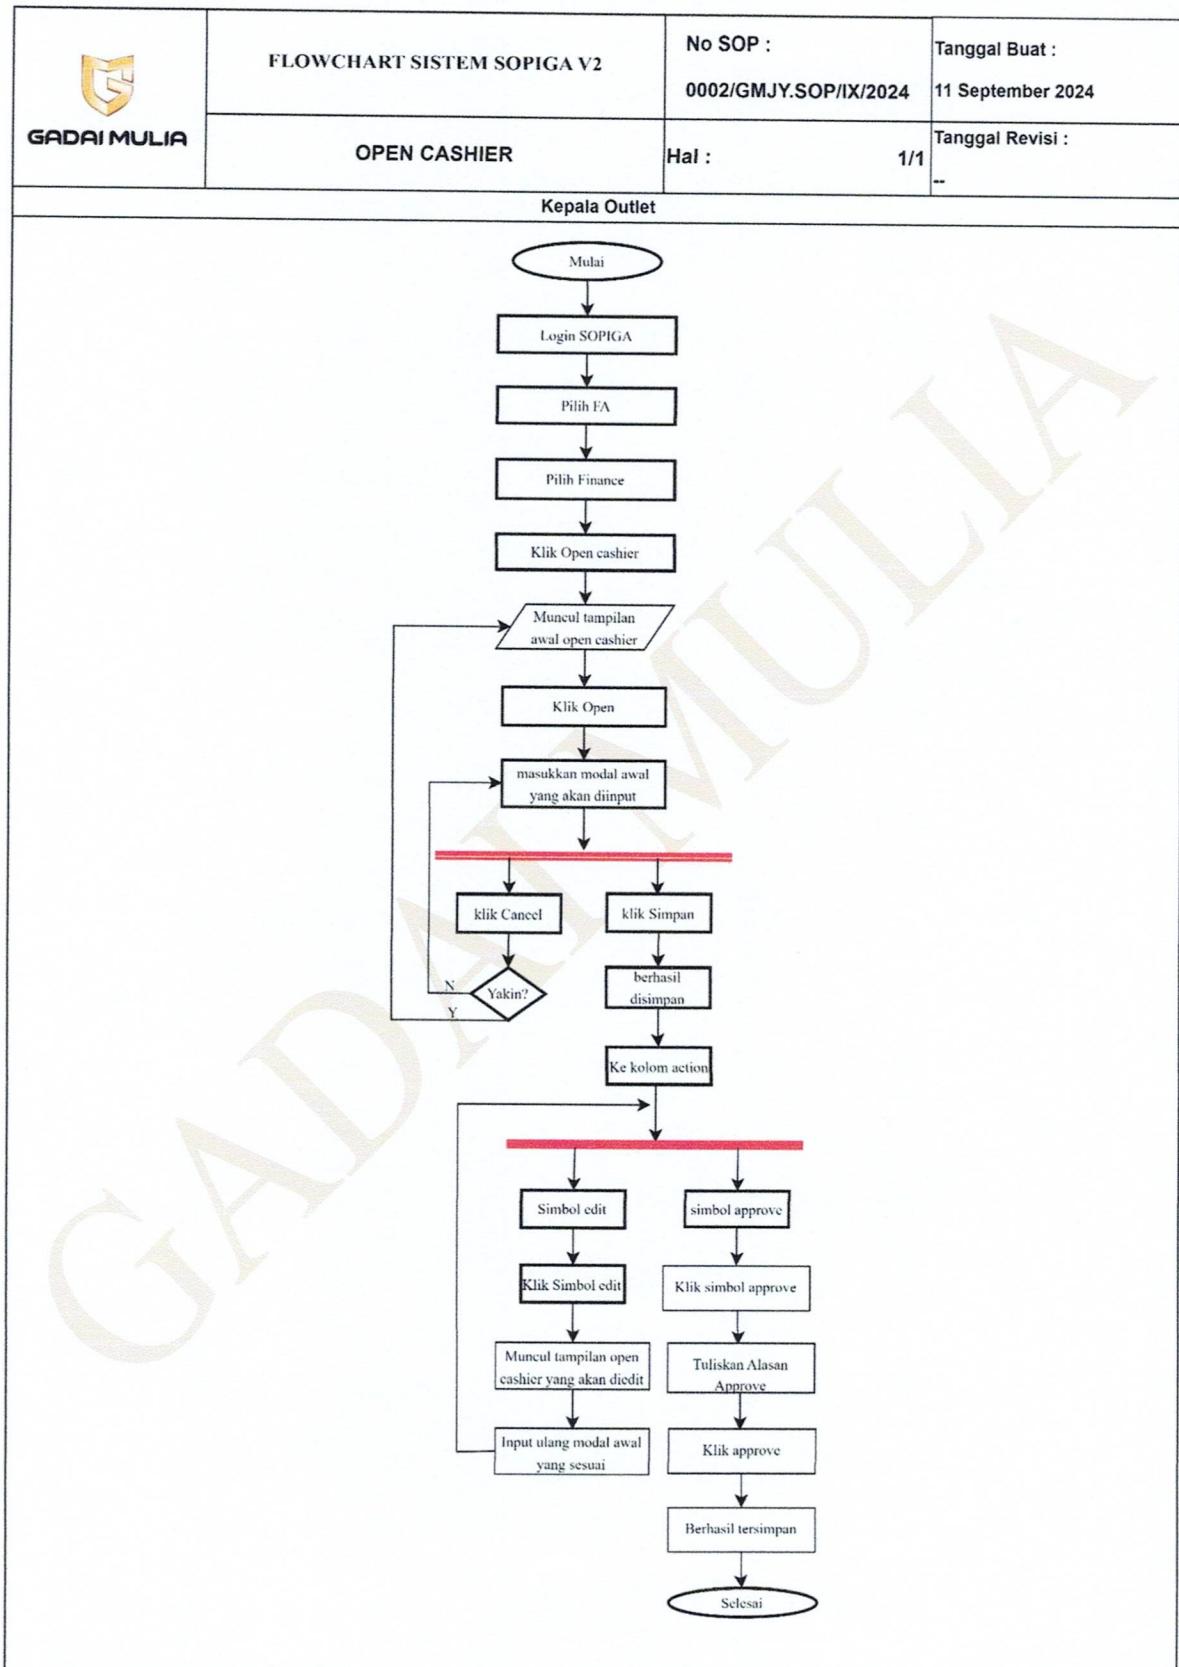 GADAI MULIA
FLOWCHART SISTEM SOPIGA V2
OPEN CASHIER
No SOP :
0002/GMJY.SOP/IX/2024
Hal : 1/1
Tanggal Buat :
11 September 2024
Tanggal Revisi :
--
Kepala Outlet
Mulai
Login SOPIGA
Pilih FA
Pilih Finance
Klik Open cashier
Muncul tampilan
awal open cashier
Klik Open
masukkan modal awal
yang akan diinput
klik Cancel
klik Simpan
Yakin?
N
Y
berhasil
disimpan
Ke kolom action
Simbol edit
simbol approve
Klik Simbol edit
Klik simbol approve
Muncul tampilan open
cashier yang akan diedit
Tuliskan Alasan
Approve
Input ulang modal awal
yang sesuai
Klik approve
Berhasil tersimpan
Selesai
GADAI MULIA